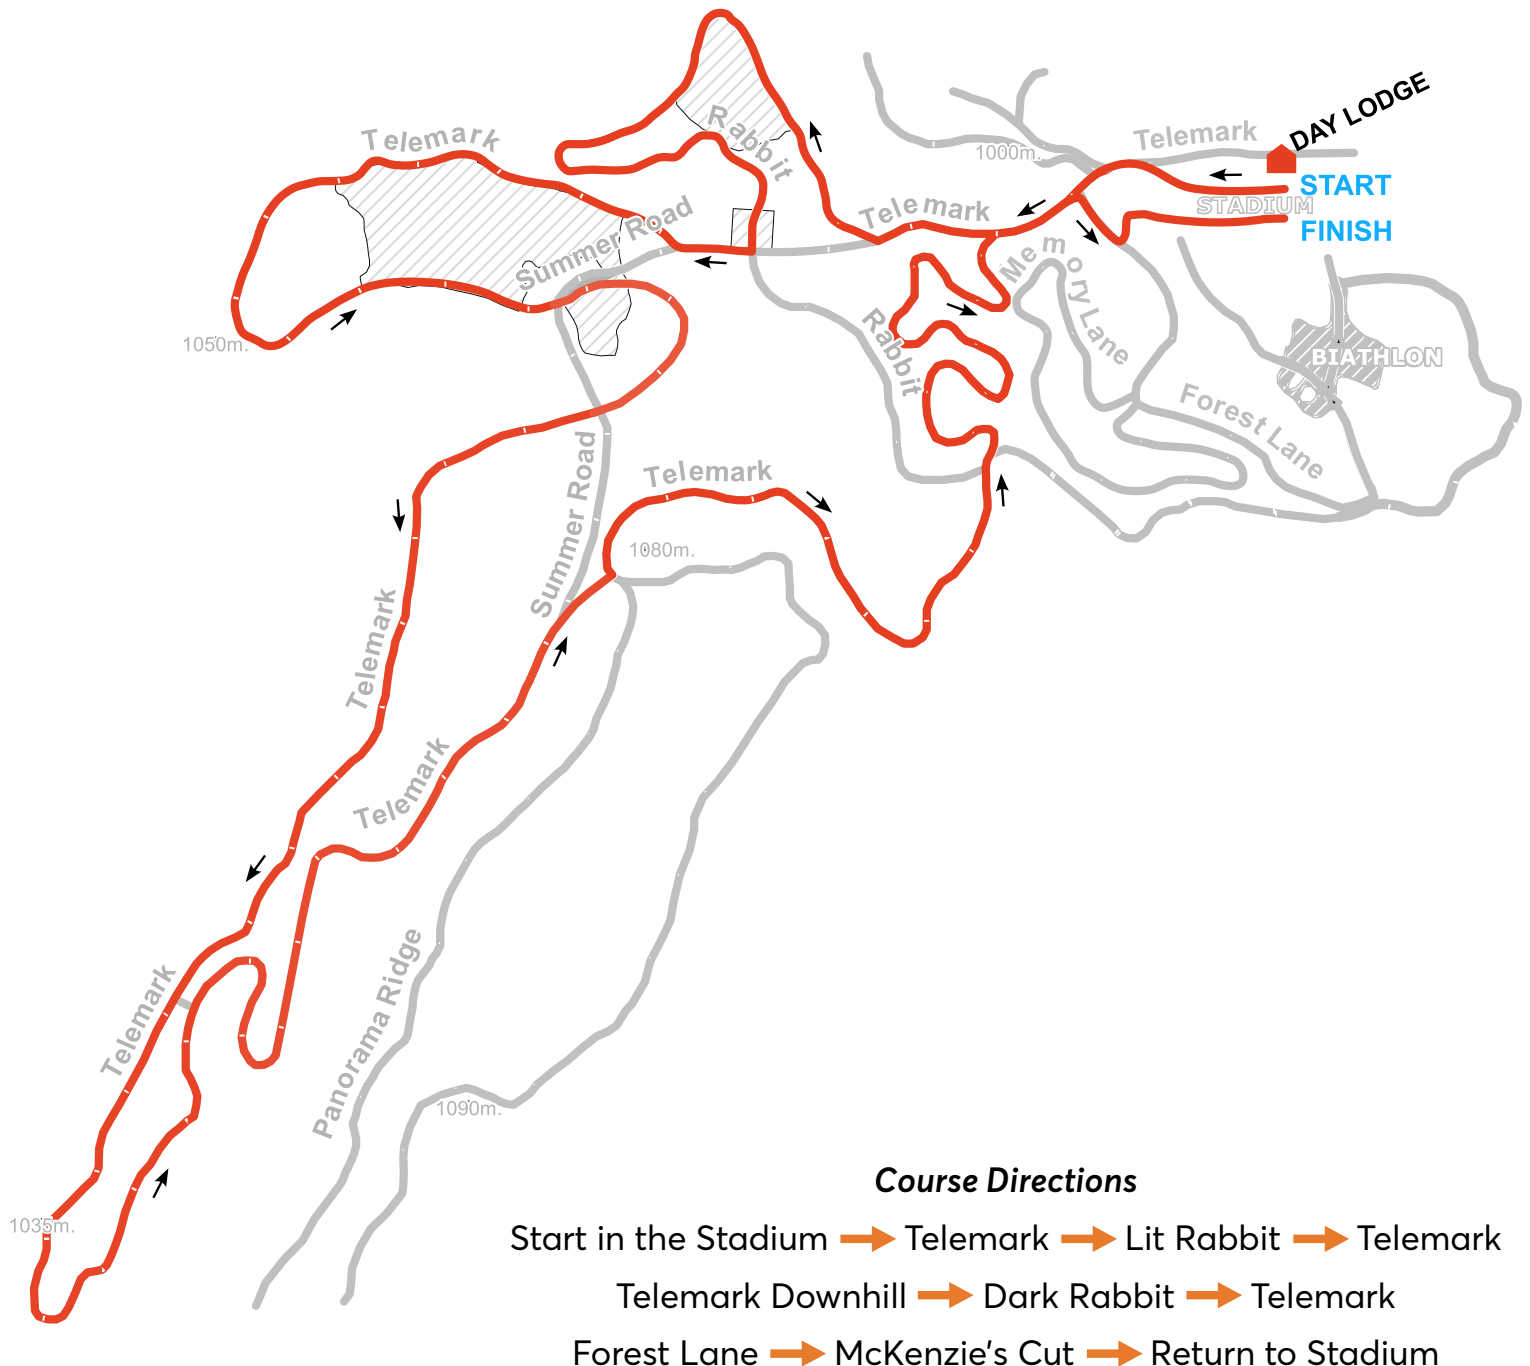 DAY LODGE
Telemark
1000m.
START
STADIUM
FINISH
Rabbit
Telemark
Telemark
Summer Road
Memory Lane
1050m.
Rabbit
BIATHLON
Forest Lane
Summer Road
Telemark
1080m.
Telemark
Telemark
Panorama Ridge
Telemark
1090m.
1035m.
Course Directions
Start in the Stadium Telemark Lit Rabbit Telemark
Telemark Downhill Dark Rabbit Telemark
Forest Lane McKenzie's Cut Return to Stadium